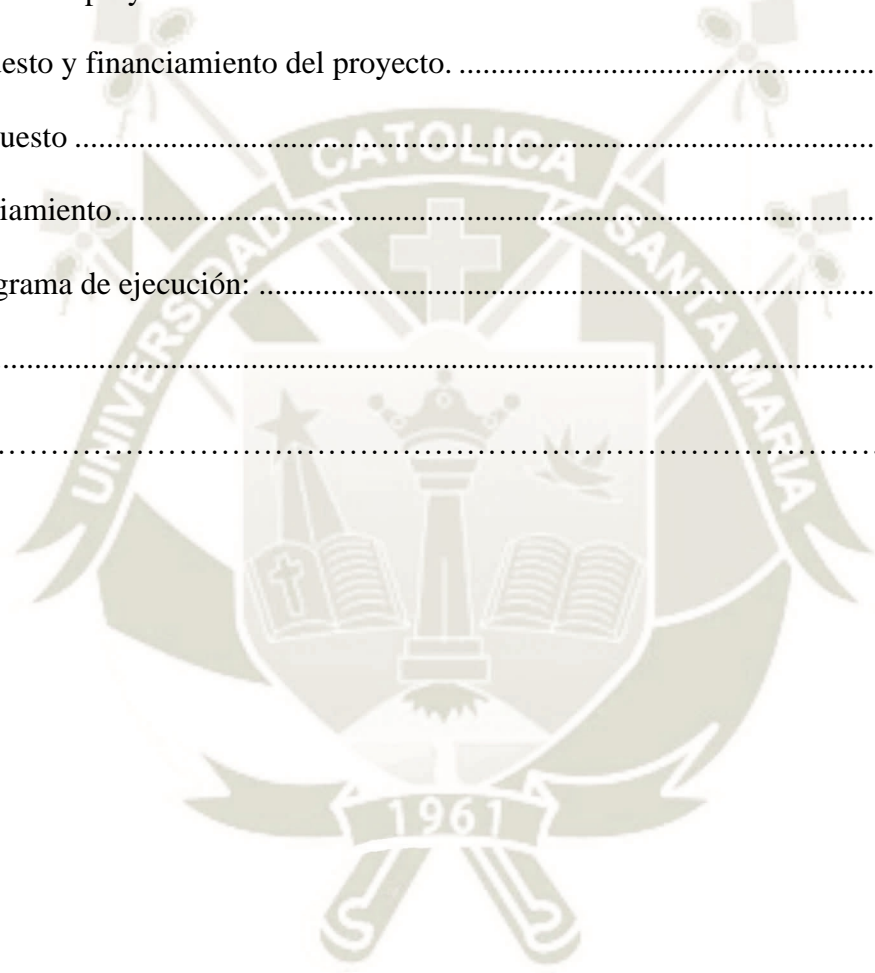 esto y financiamiento del proyecto. ........................................................
uesto .....................................................................................................
iamiento................................................................................................
grama de ejecución: ..............................................................................
..............................................................................................................
……………………………………………………………………………………
UNIVERSIDAD CATOLICA SANTA MARIA
1961